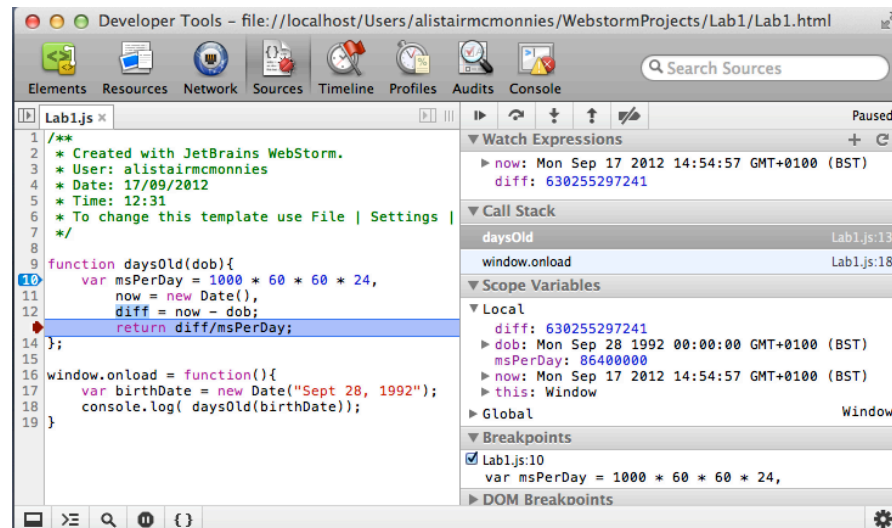 Developer Tools - file://localhost/Users/alistairmcmonnies/WebstormProjects/Lab1/Lab1.html
Elements Resources Network Sources Timeline Profiles Audits Console
Search Sources
Lab1.js ×
1 /**
2 * Created with JetBrains WebStorm.
3 * User: alistairmcmonnies
4 * Date: 17/09/2012
5 * Time: 12:31
6 * To change this template use File | Settings |
7 */
8
9 function daysOld(dob){
10 var msPerDay = 1000 * 60 * 60 * 24,
11 now = new Date(),
12 diff = now - dob;
return diff/msPerDay;
14 };
15
16 window.onload = function(){
17 var birthDate = new Date("Sept 28, 1992");
18 console.log( daysOld(birthDate));
19 }
Paused
Watch Expressions
now: Mon Sep 17 2012 14:54:57 GMT+0100 (BST)
diff: 630255297241
Call Stack
daysOld Lab1.js:13
window.onload Lab1.js:18
Scope Variables
Local
diff: 630255297241
dob: Mon Sep 28 1992 00:00:00 GMT+0100 (BST)
msPerDay: 86400000
now: Mon Sep 17 2012 14:54:57 GMT+0100 (BST)
this: Window
Global Window
Breakpoints
Lab1.js:10
var msPerDay = 1000 * 60 * 60 * 24,
DOM Breakpoints